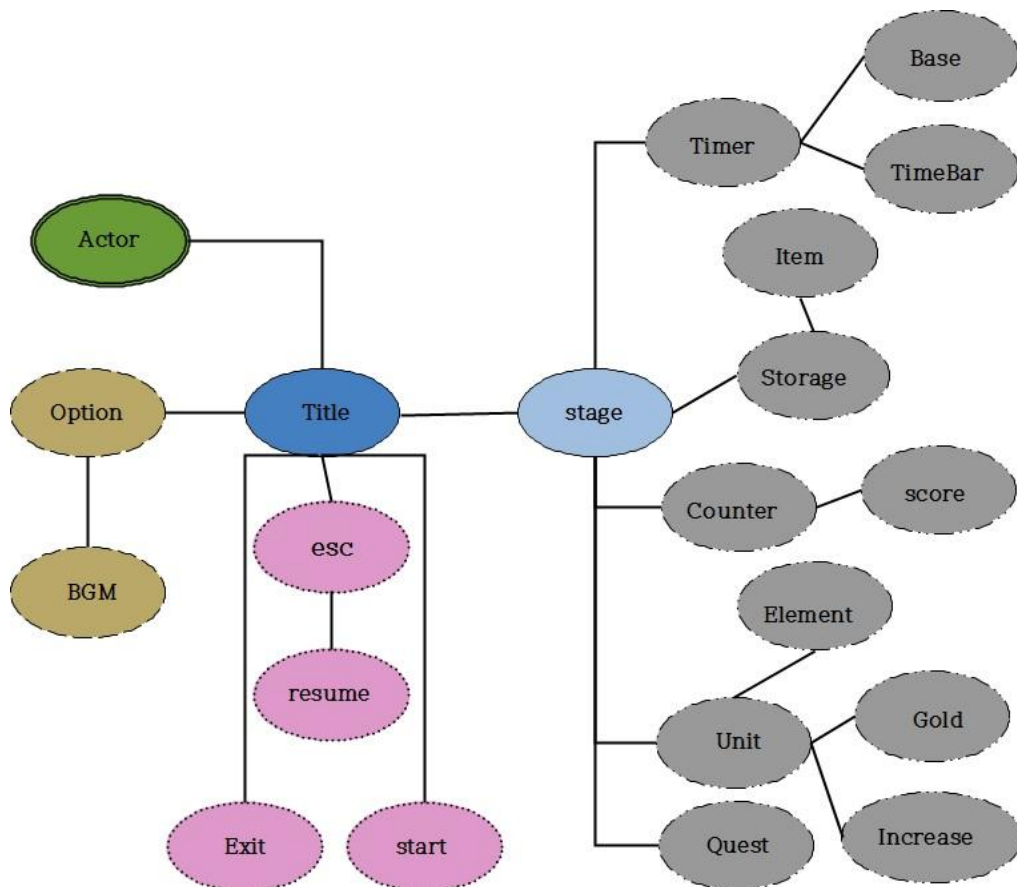 Base
Timer
TimeBar
Actor
Item
Storage
Option
Title
stage
Counter
score
esc
BGM
Element
resume
Unit
Gold
Exit
start
Quest
Increase